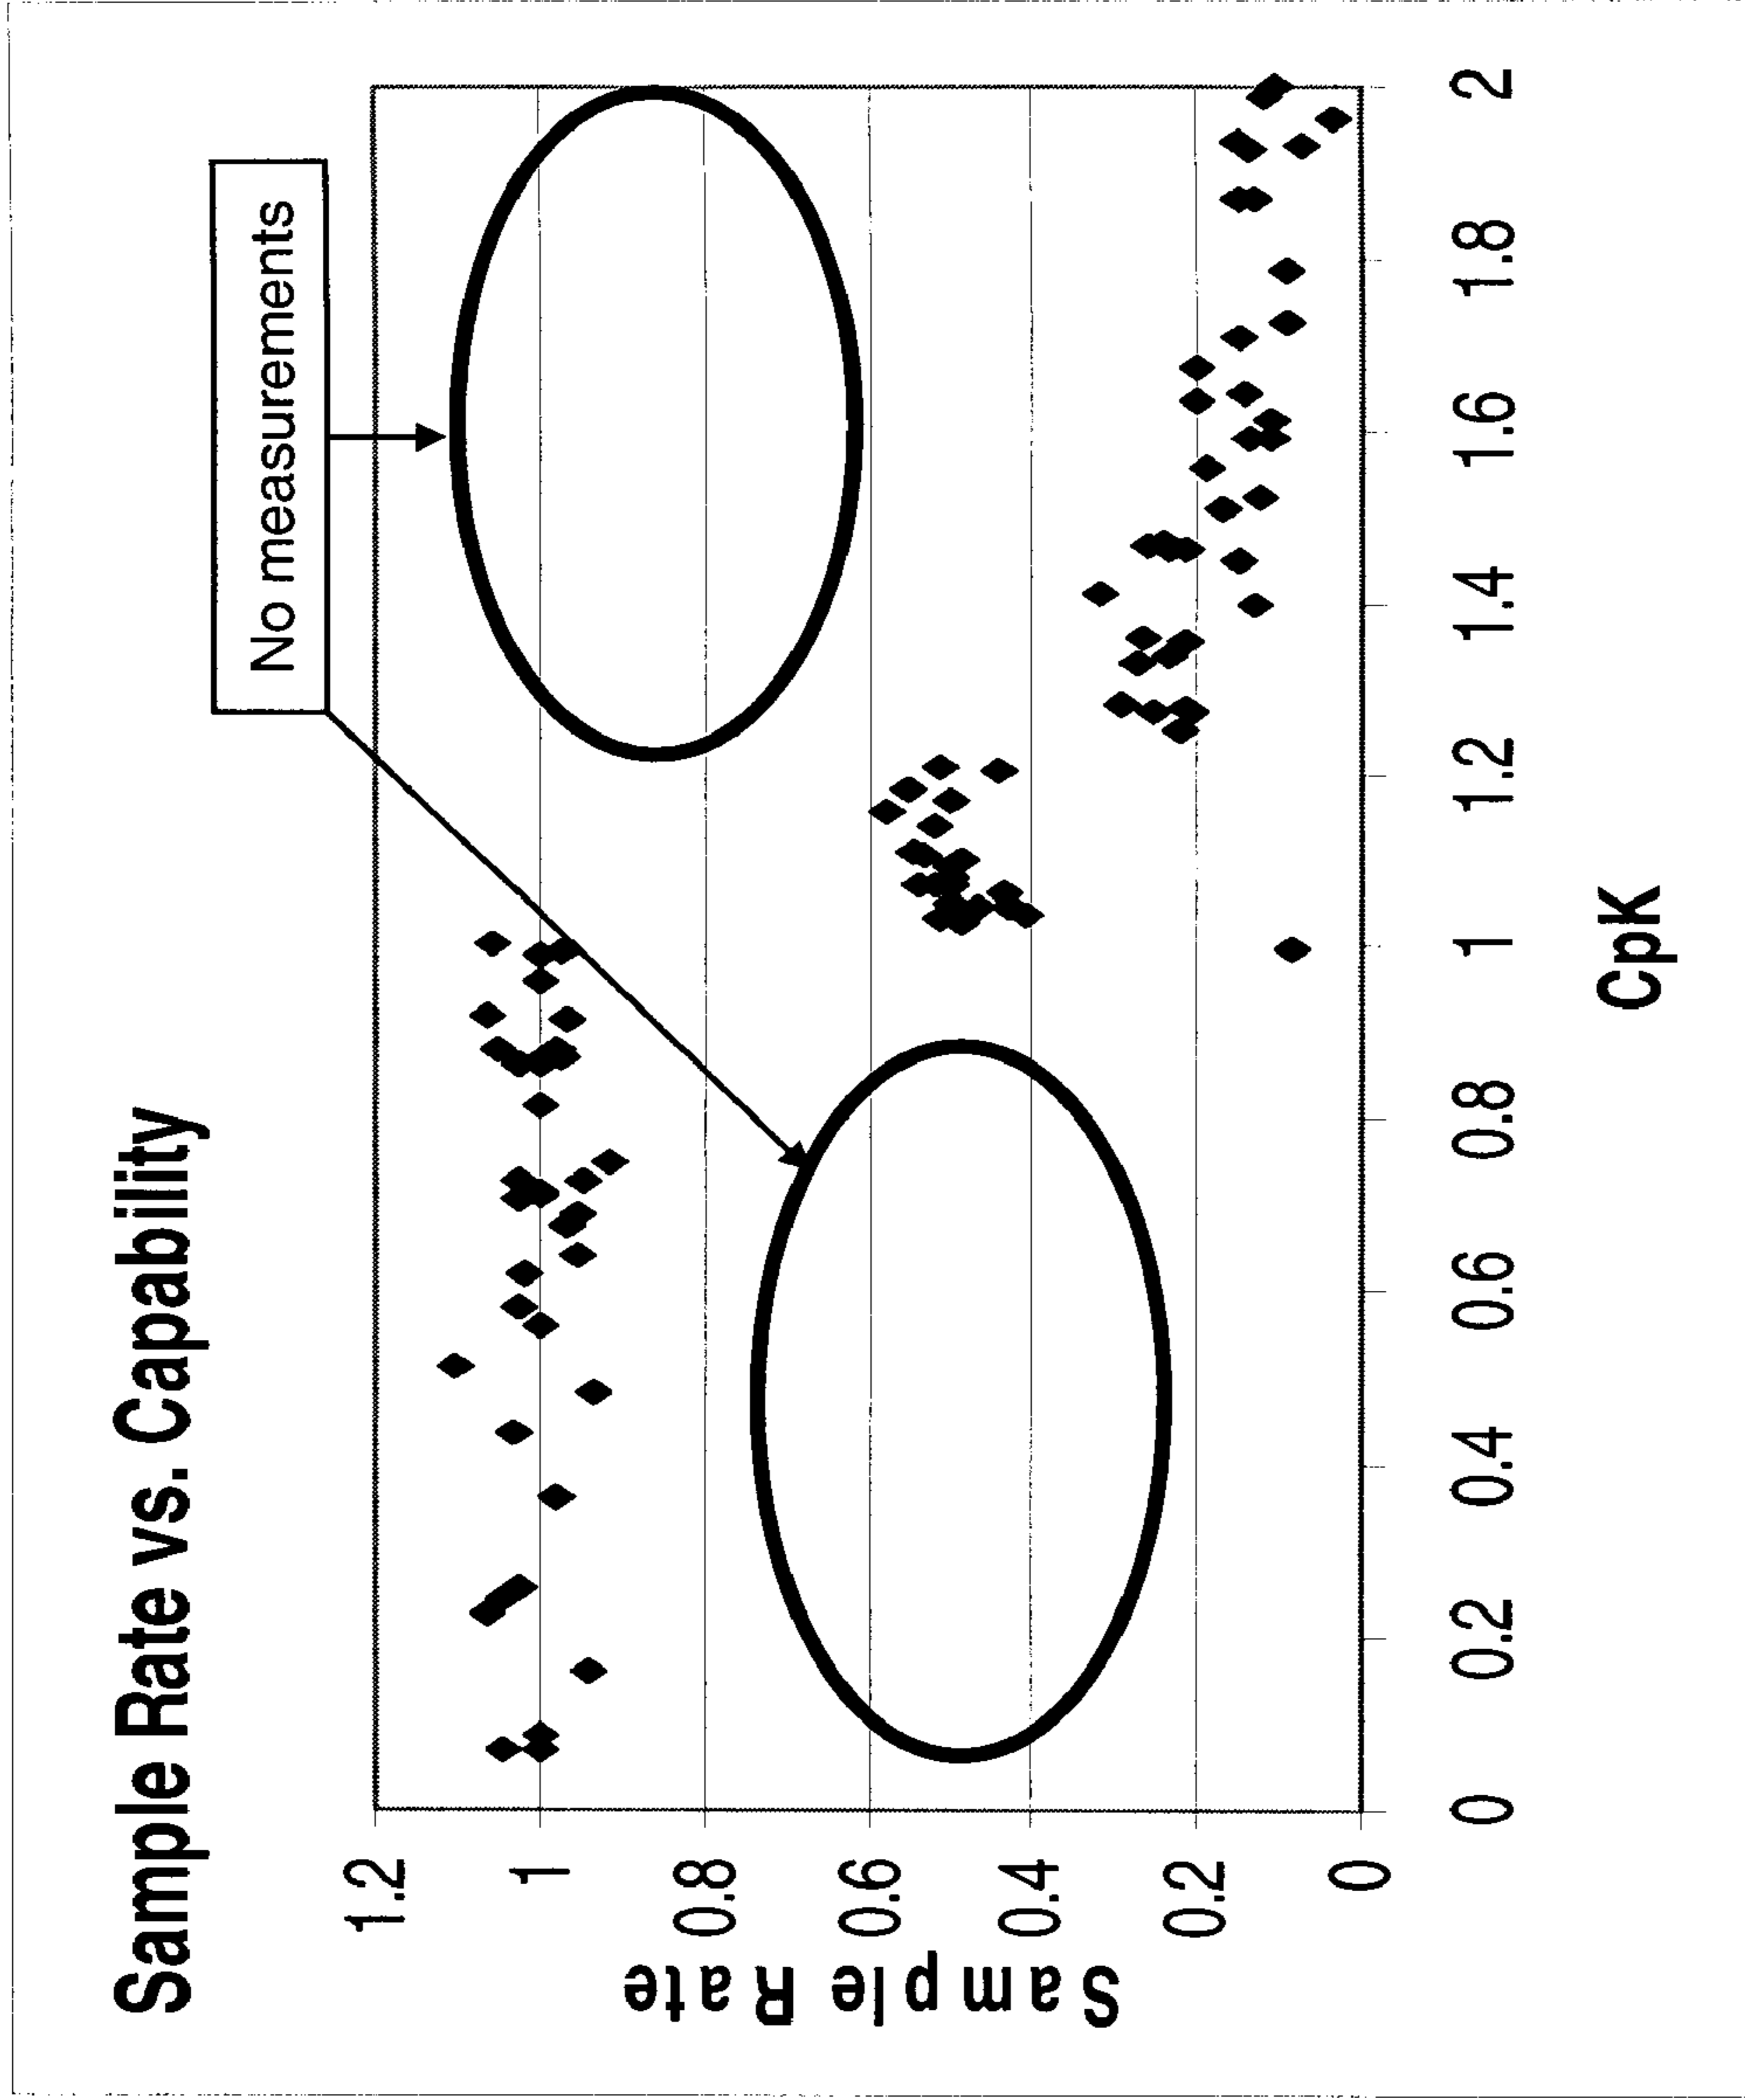 Sample Rate vs. Capability
No measurements
Sample Rate
1.2
1
0.8
0.6
0.4
0.2
0
0 0.2 0.4 0.6 0.8 1 1.2 1.4 1.6 1.8 2
CpK